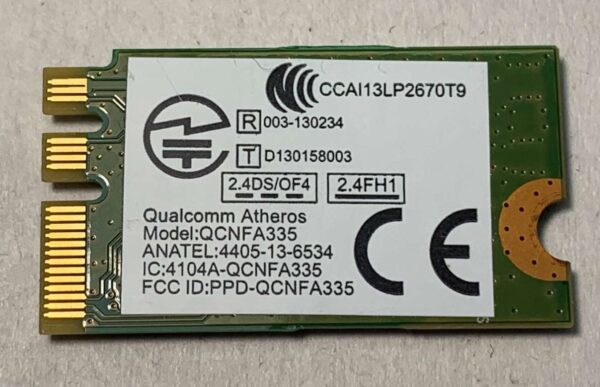 CCAI13LP2670T9
R 003-130234
T D130158003
2.4DS/OF4 2.4FH1
Qualcomm Atheros
Model:QCNFA335
ANATEL:4405-13-6534
IC:4104A-QCNFA335
FCC ID:PPD-QCNFA335
CE